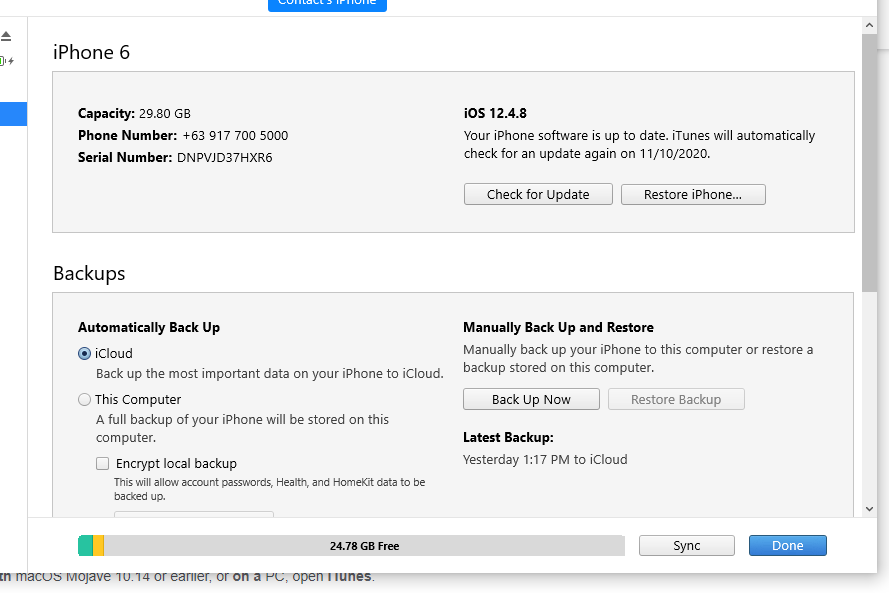 Contact's iPhone
iPhone 6
Capacity: 29.80 GB
Phone Number: +63 917 700 5000
Serial Number: DNPVJD37HXR6
iOS 12.4.8
Your iPhone software is up to date. iTunes will automatically
check for an update again on 11/10/2020.
Check for Update
Restore iPhone...
Backups
Automatically Back Up
iCloud
Back up the most important data on your iPhone to iCloud.
This Computer
A full backup of your iPhone will be stored on this
computer.
Encrypt local backup
This will allow account passwords, Health, and HomeKit data to be
backed up.
Manually Back Up and Restore
Manually back up your iPhone to this computer or restore a
backup stored on this computer.
Back Up Now
Restore Backup
Latest Backup:
Yesterday 1:17 PM to iCloud
24.78 GB Free
Sync
Done
th macOS Mojave 10.14 or earlier, or on a PC, open iTunes.